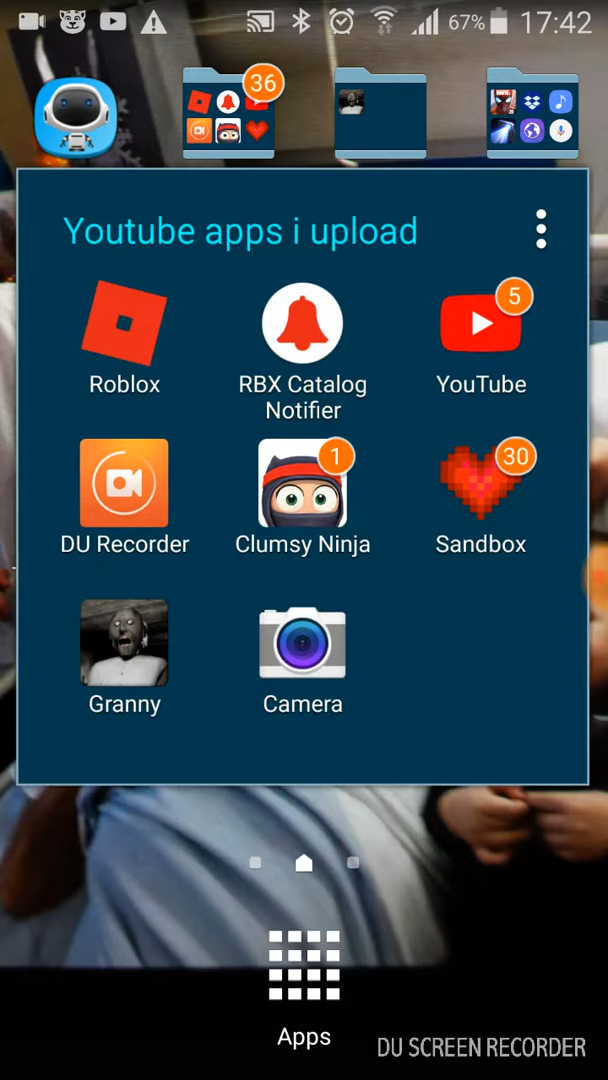 67% 17:42
36
Youtube apps i upload
5
Roblox
RBX Catalog
Notifier
YouTube
1
30
DU Recorder
Clumsy Ninja
Sandbox
Granny
Camera
Apps
DU SCREEN RECORDER